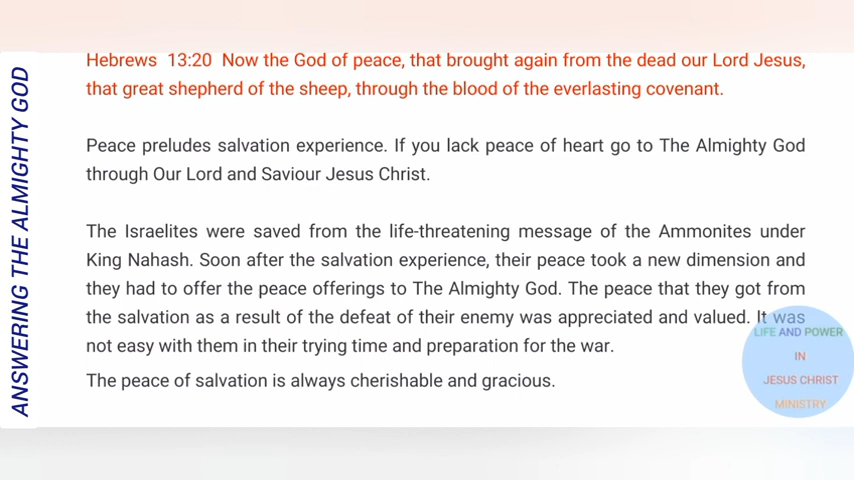 ANSWERING THE ALMIGHTY GOD
Hebrews 13:20 Now the God of peace, that brought again from the dead our Lord Jesus,
that great shepherd of the sheep, through the blood of the everlasting covenant.
Peace preludes salvation experience. If you lack peace of heart go to The Almighty God
through Our Lord and Saviour Jesus Christ.
The Israelites were saved from the life-threatening message of the Ammonites under
King Nahash. Soon after the salvation experience, their peace took a new dimension and
they had to offer the peace offerings to The Almighty God. The peace that they got from
the salvation as a result of the defeat of their enemy was appreciated and valued. It was
not easy with them in their trying time and preparation for the war.
The peace of salvation is always cherishable and gracious.
LIFE AND POWER
IN
JESUS CHRIST
MINISTRY